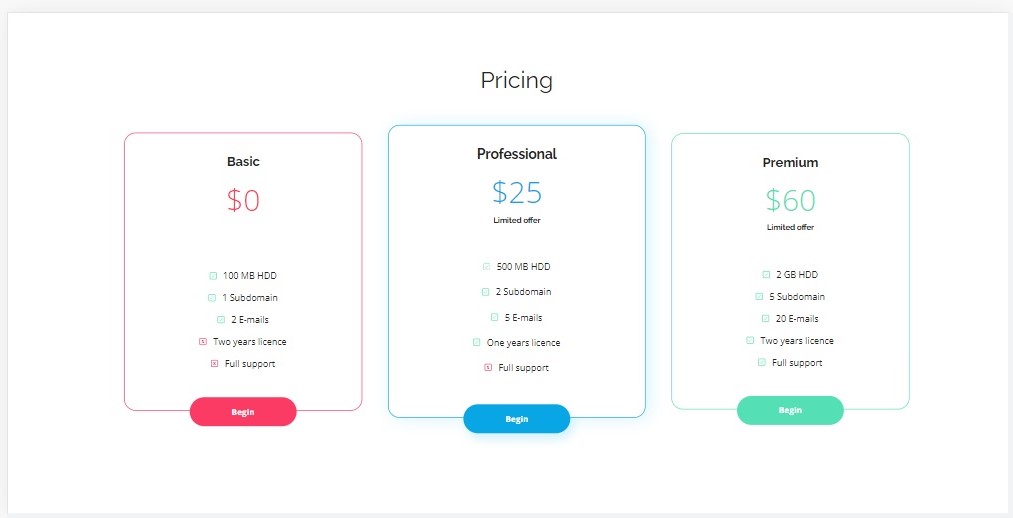 Pricing
Basic
$0
100 MB HDD
1 Subdomain
2 E-mails
Two years licence
Full support
Begin
Professional
$25
Limited offer
500 MB HDD
2 Subdomain
5 E-mails
One years licence
Full support
Begin
Premium
$60
Limited offer
2 GB HDD
5 Subdomain
20 E-mails
Two years licence
Full support
Begin